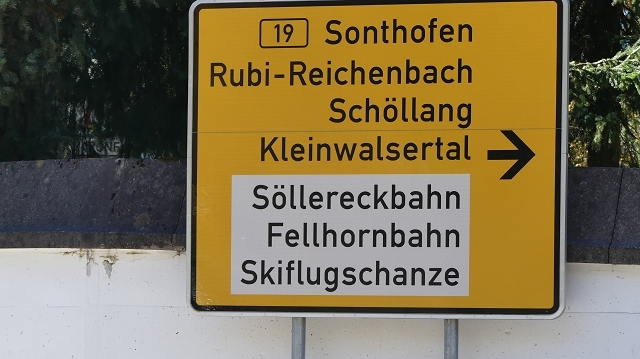 19 Sonthofen
Rubi-Reichenbach
Schöllang
Kleinwalsertal
Söllereckbahn
Fellhornbahn
Skiflugschanze